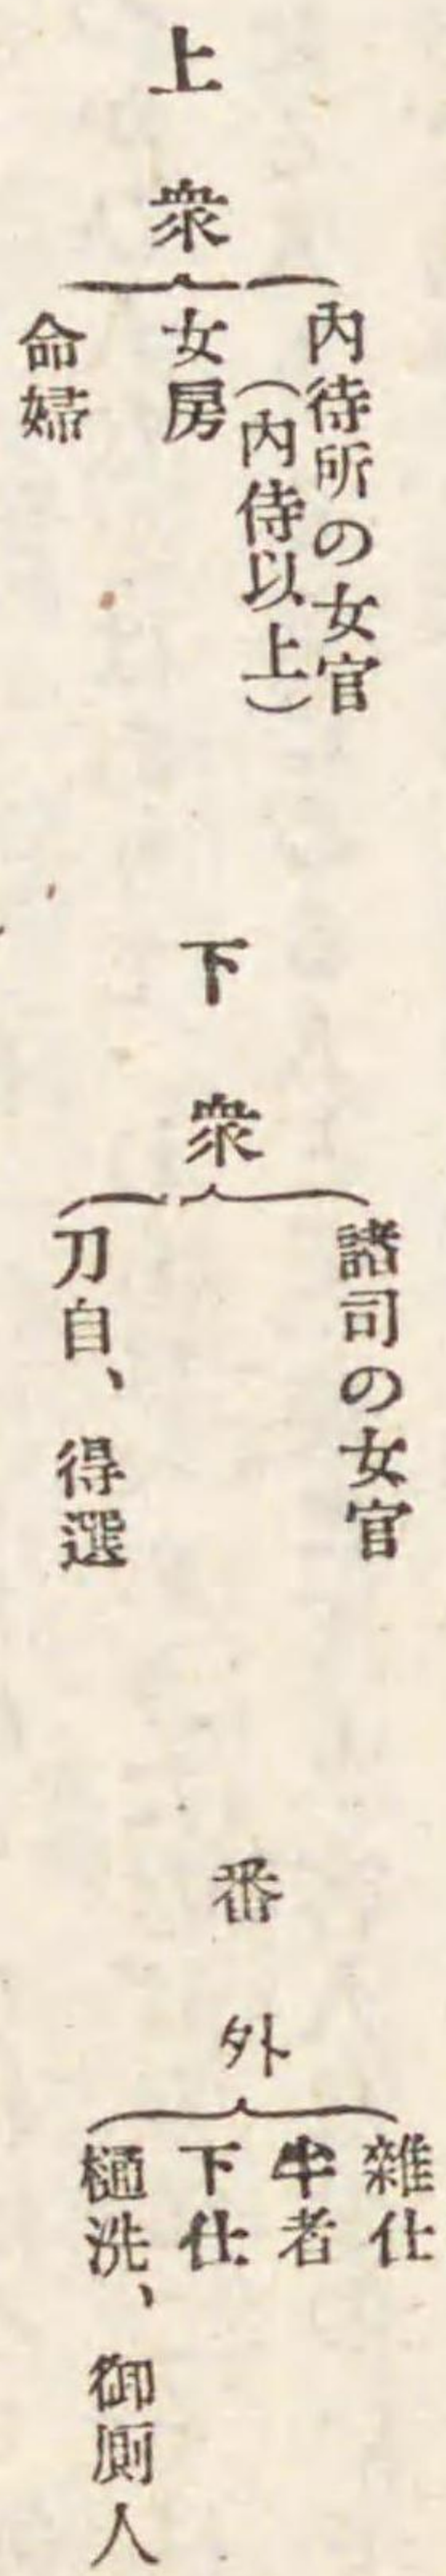 上衆
内待所の女官
(内侍以上)
女房
命婦
下衆
諸司の女官
刀自、得選
番外
雑仕
半者
下仕
樋洗、御厠人